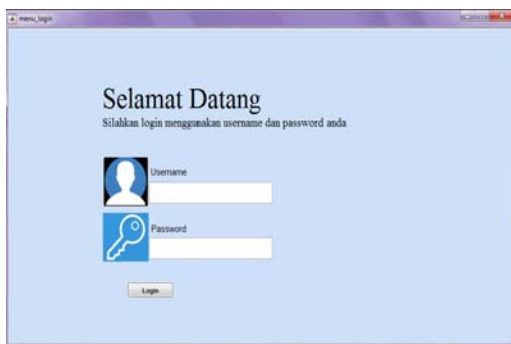 menu_login
Selamat Datang
Silahkan login menggunakan username dan password anda
Username
Password
Login